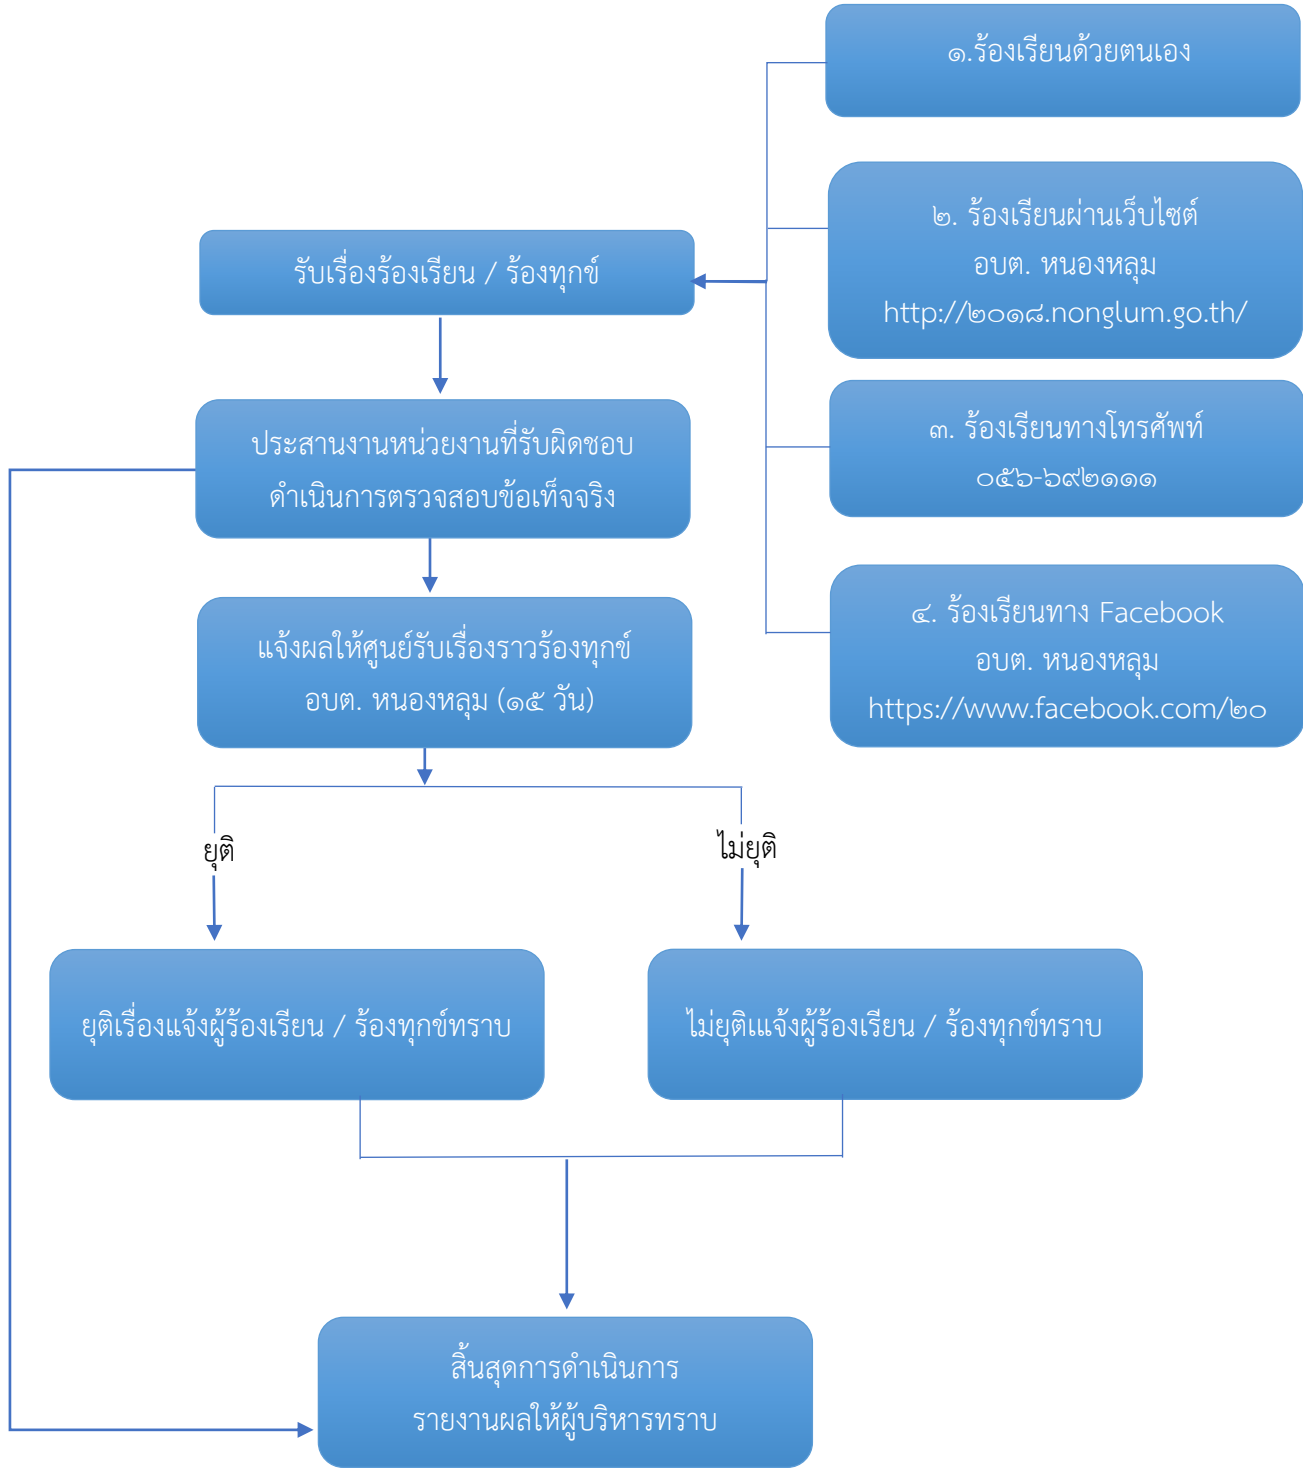 ๑.ร้องเรียนด้วยตนเอง
๒. ร้องเรียนผ่านเว็บไซต์
อบต. หนองหลุม
http://๒๐๑๘.nonglum.go.th/
รับเรื่องร้องเรียน / ร้องทุกข์
๓. ร้องเรียนทางโทรศัพท์
๐๕๖-๖๙๒๑๑๑
ประสานงานหน่วยงานที่รับผิดชอบ
ดำเนินการตรวจสอบข้อเท็จจริง
๔. ร้องเรียนทาง Facebook
อบต. หนองหลุม
https://www.facebook.com/๒๐
แจ้งผลให้ศูนย์รับเรื่องราวร้องทุกข์
อบต. หนองหลุม (๑๕ วัน)
ยุติ
ไม่ยุติ
ยุติเรื่องแจ้งผู้ร้องเรียน / ร้องทุกข์ทราบ
ไม่ยุติเแจ้งผู้ร้องเรียน / ร้องทุกข์ทราบ
สิ้นสุดการดำเนินการ
รายงานผลให้ผู้บริหารทราบ